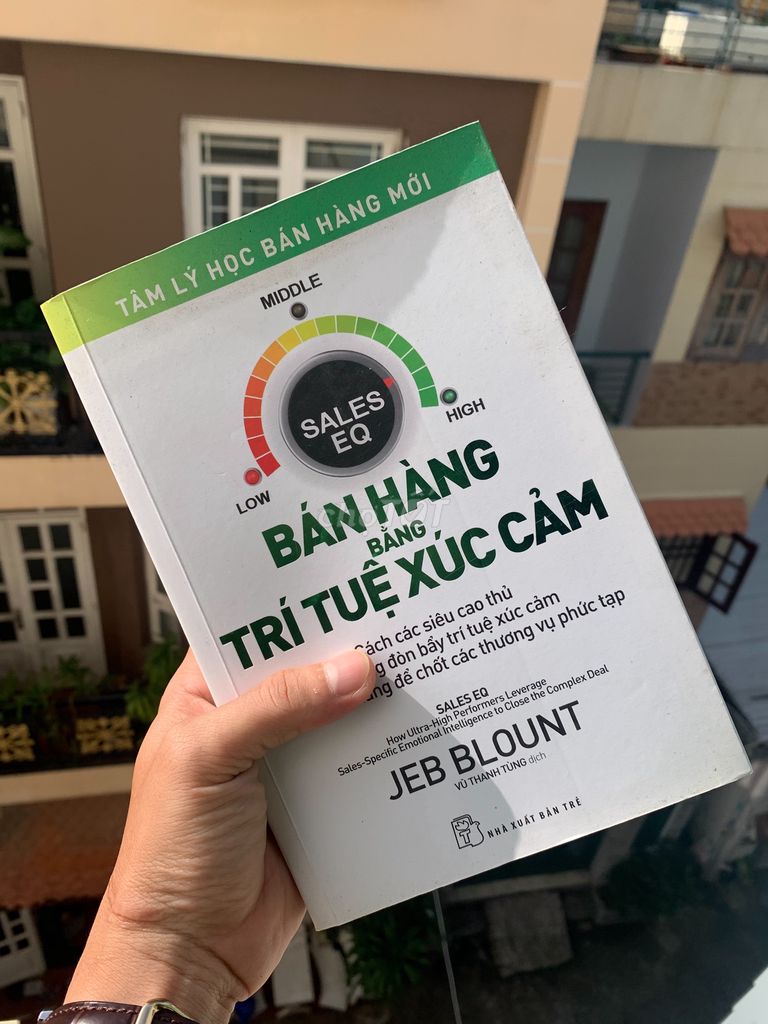 TÂM LÝ HỌC BÁN HÀNG MỚI
MIDDLE
SALES
EQ
HIGH
LOW
BÁN HÀNG
BẰNG
TRÍ TUỆ XÚC CẢM
Cách các siêu cao thủ
đòn bẩy trí tuệ xúc cảm
để chốt các thương vụ phức tạp
SALES EQ
How Ultra-High Performers Leverage
Sales-Specific Emotional Intelligence to Close the Complex Deal
JEB BLOUNT
VŨ THANH TÙNG dịch
NHÀ XUẤT BẢN TRẺ